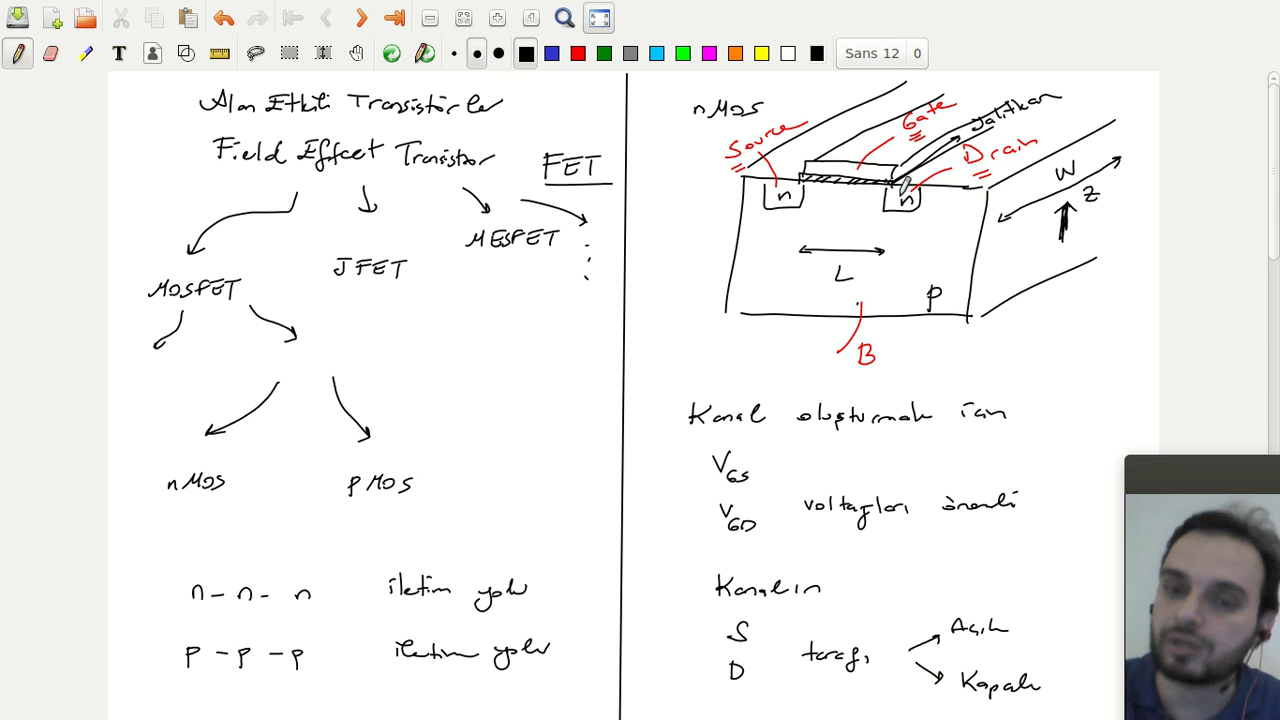 Sans 12 0
Alan Etkili Transistörler
Field Effect Transistor
FET
MOSFET
JFET
MESFET
nMOS
pMOS
n - n - n iletim yolu
p - p - p iletim yolu
nMOS
Source
Gate
Yalıtkan
Drain
n
n
W
Z
L
p
B
Kanal oluşturmak için
VGS
VGD
voltajları önemli
Kanalın
S
D
tarafı
Açık
Kapalı